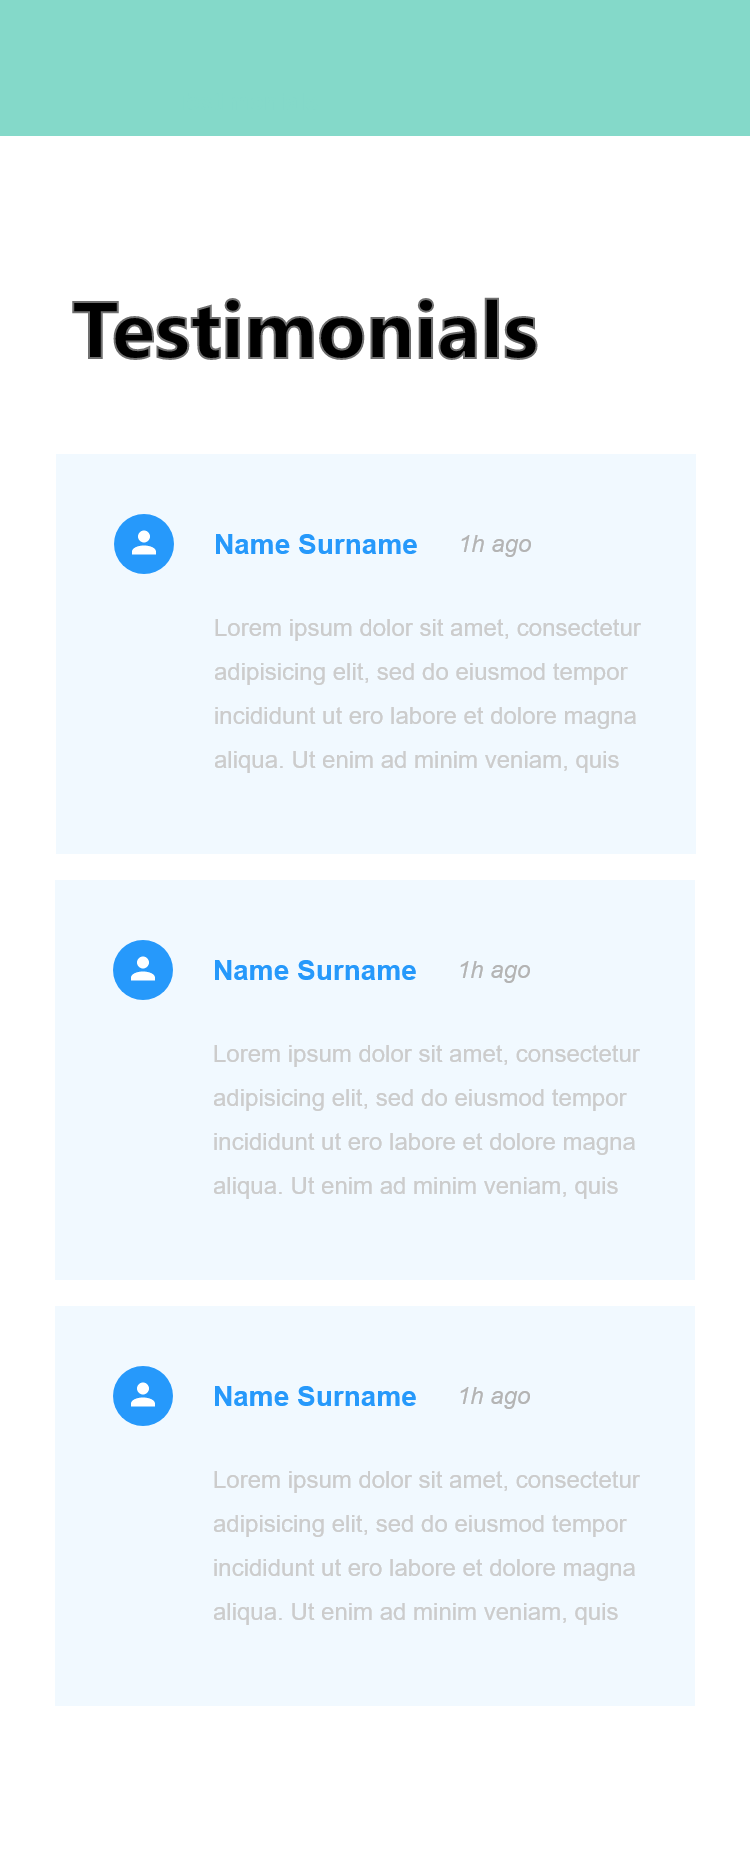 Testimonials
Name Surname 1h ago
Lorem ipsum dolor sit amet, consectetur
adipisicing elit, sed do eiusmod tempor
incididunt ut ero labore et dolore magna
aliqua. Ut enim ad minim veniam, quis
Name Surname 1h ago
Lorem ipsum dolor sit amet, consectetur
adipisicing elit, sed do eiusmod tempor
incididunt ut ero labore et dolore magna
aliqua. Ut enim ad minim veniam, quis
Name Surname 1h ago
Lorem ipsum dolor sit amet, consectetur
adipisicing elit, sed do eiusmod tempor
incididunt ut ero labore et dolore magna
aliqua. Ut enim ad minim veniam, quis